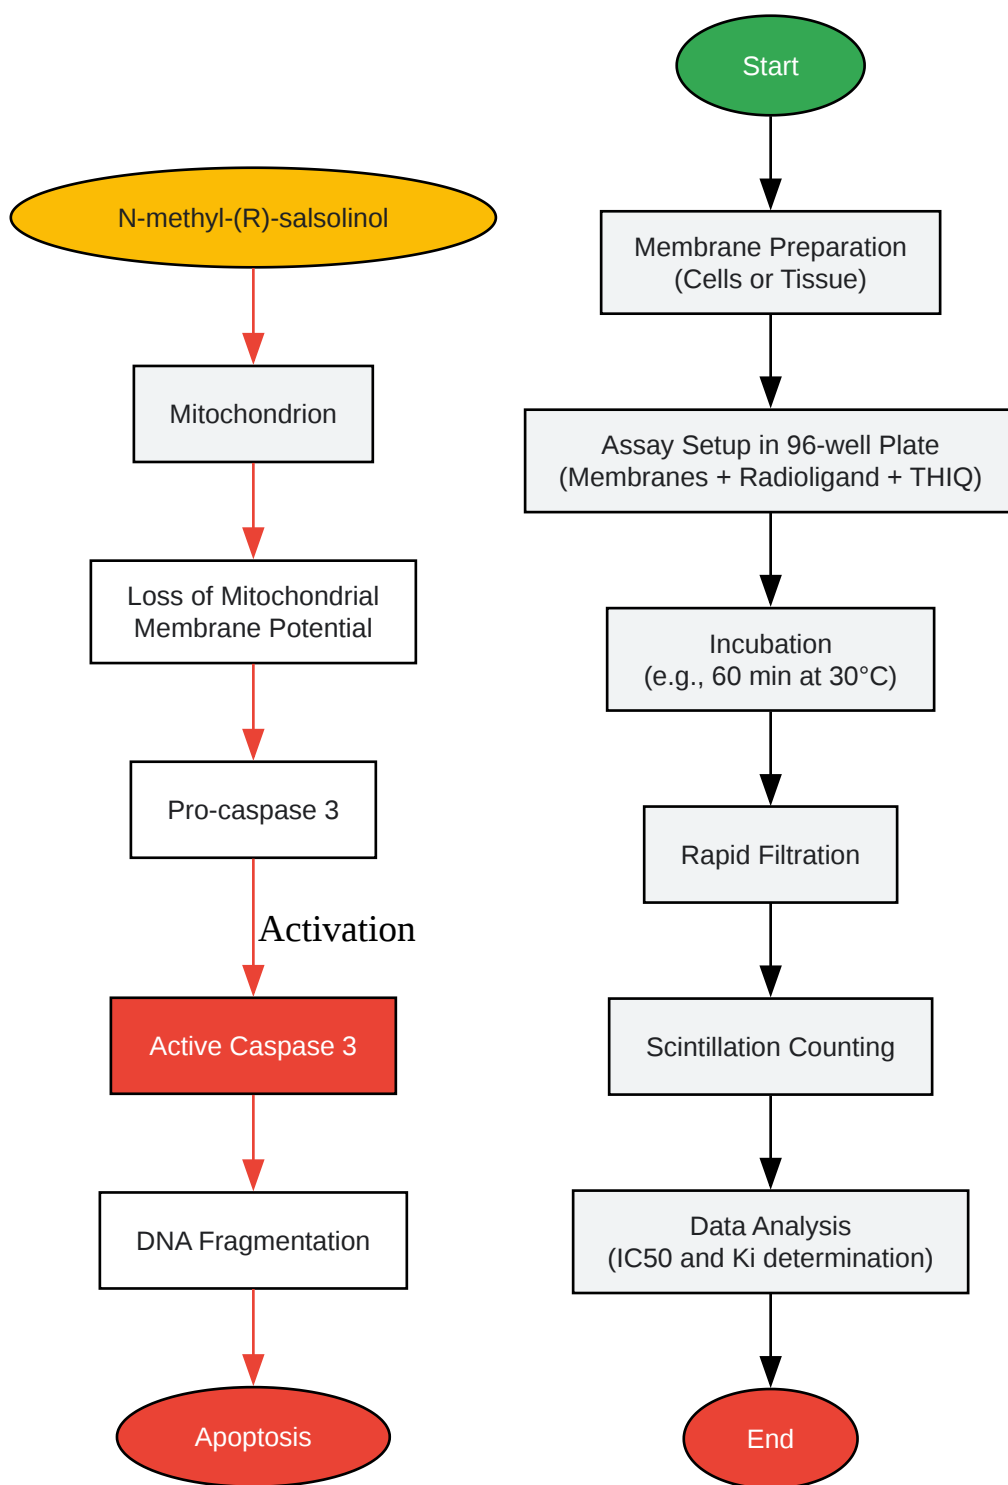 N-methyl-(R)-salsolinol
Mitochondrion
Loss of Mitochondrial
Membrane Potential
Pro-caspase 3
Activation
Active Caspase 3
DNA Fragmentation
Apoptosis
Start
Membrane Preparation
(Cells or Tissue)
Assay Setup in 96-well Plate
(Membranes + Radioligand + THIQ)
Incubation
(e.g., 60 min at 30°C)
Rapid Filtration
Scintillation Counting
Data Analysis
(IC50 and Ki determination)
End